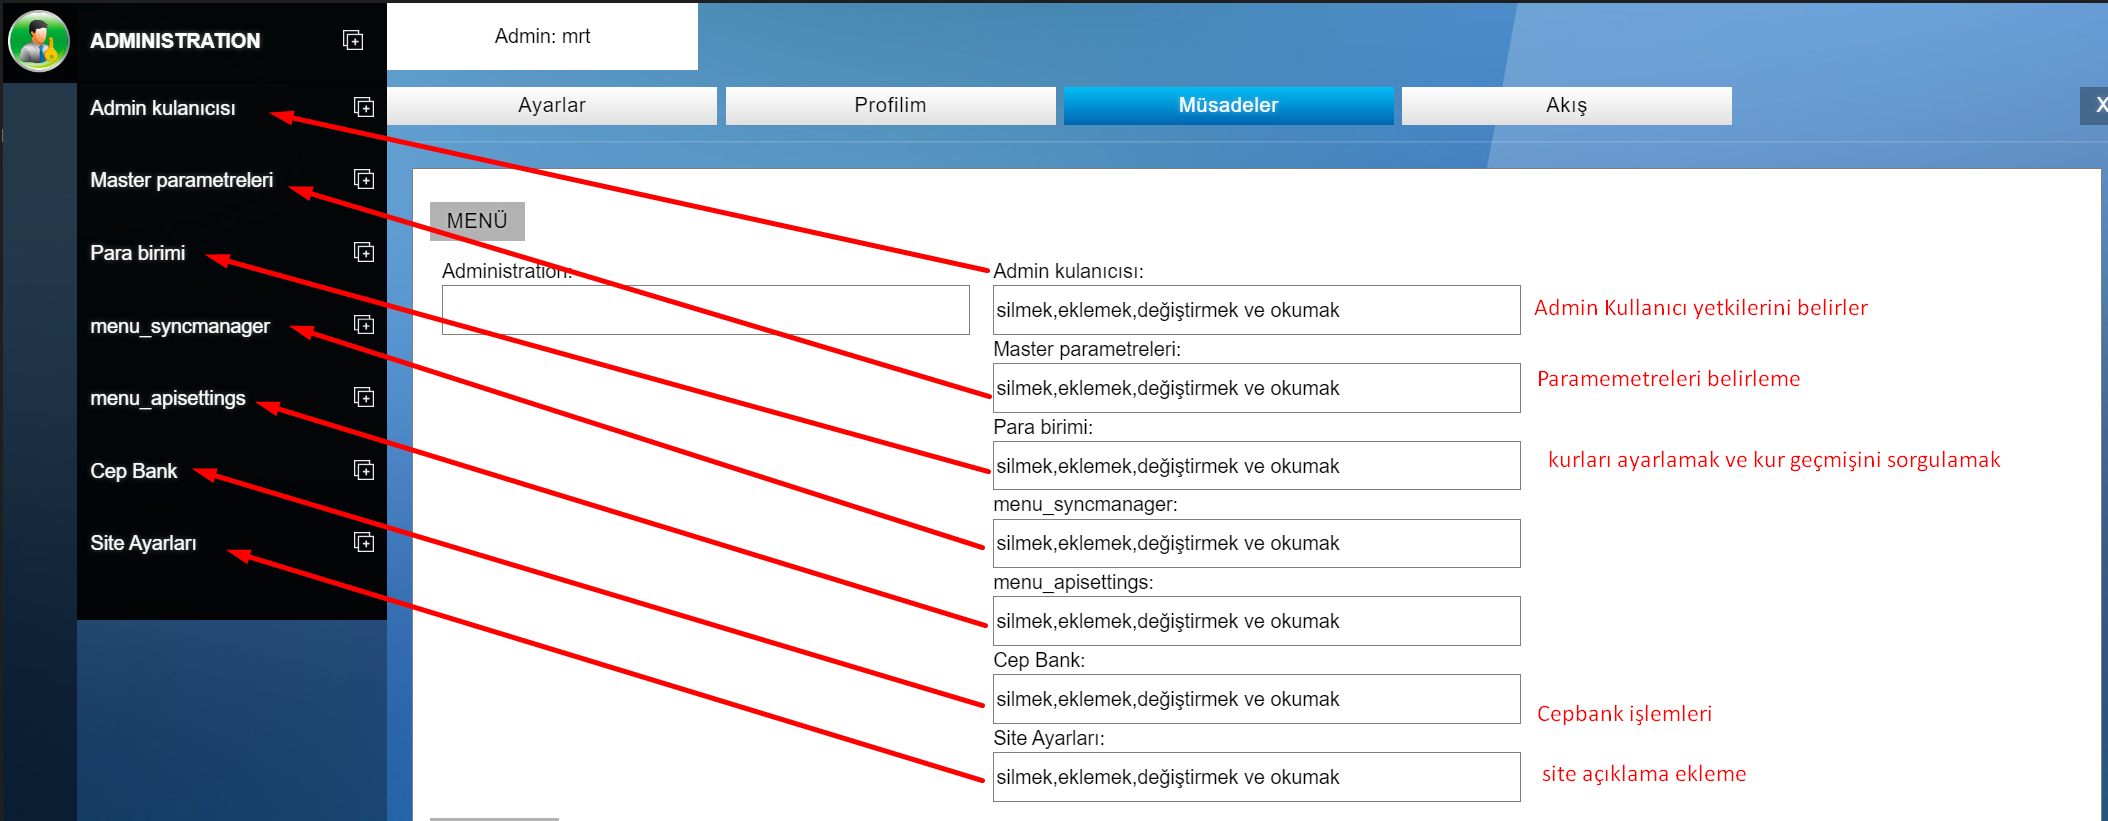 ADMINISTRATION
Admin: mrt
Admin kulanıcısı
Master parametreleri
Para birimi
menu_syncmanager
menu_apisettings
Cep Bank
Site Ayarları
Ayarlar
Profilim
Müsadeler
Akış
X
MENÜ
Administration:
Admin kulanıcısı:
silmek,eklemek,değiştirmek ve okumak
Admin Kullanıcı yetkilerini belirler
Master parametreleri:
silmek,eklemek,değiştirmek ve okumak
Paramemetreleri belirleme
Para birimi:
silmek,eklemek,değiştirmek ve okumak
kurları ayarlamak ve kur geçmişini sorgulamak
menu_syncmanager:
silmek,eklemek,değiştirmek ve okumak
menu_apisettings:
silmek,eklemek,değiştirmek ve okumak
Cep Bank:
silmek,eklemek,değiştirmek ve okumak
Cepbank işlemleri
Site Ayarları:
silmek,eklemek,değiştirmek ve okumak
site açıklama ekleme